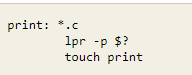 print: *.c
lpr -p $?
touch print